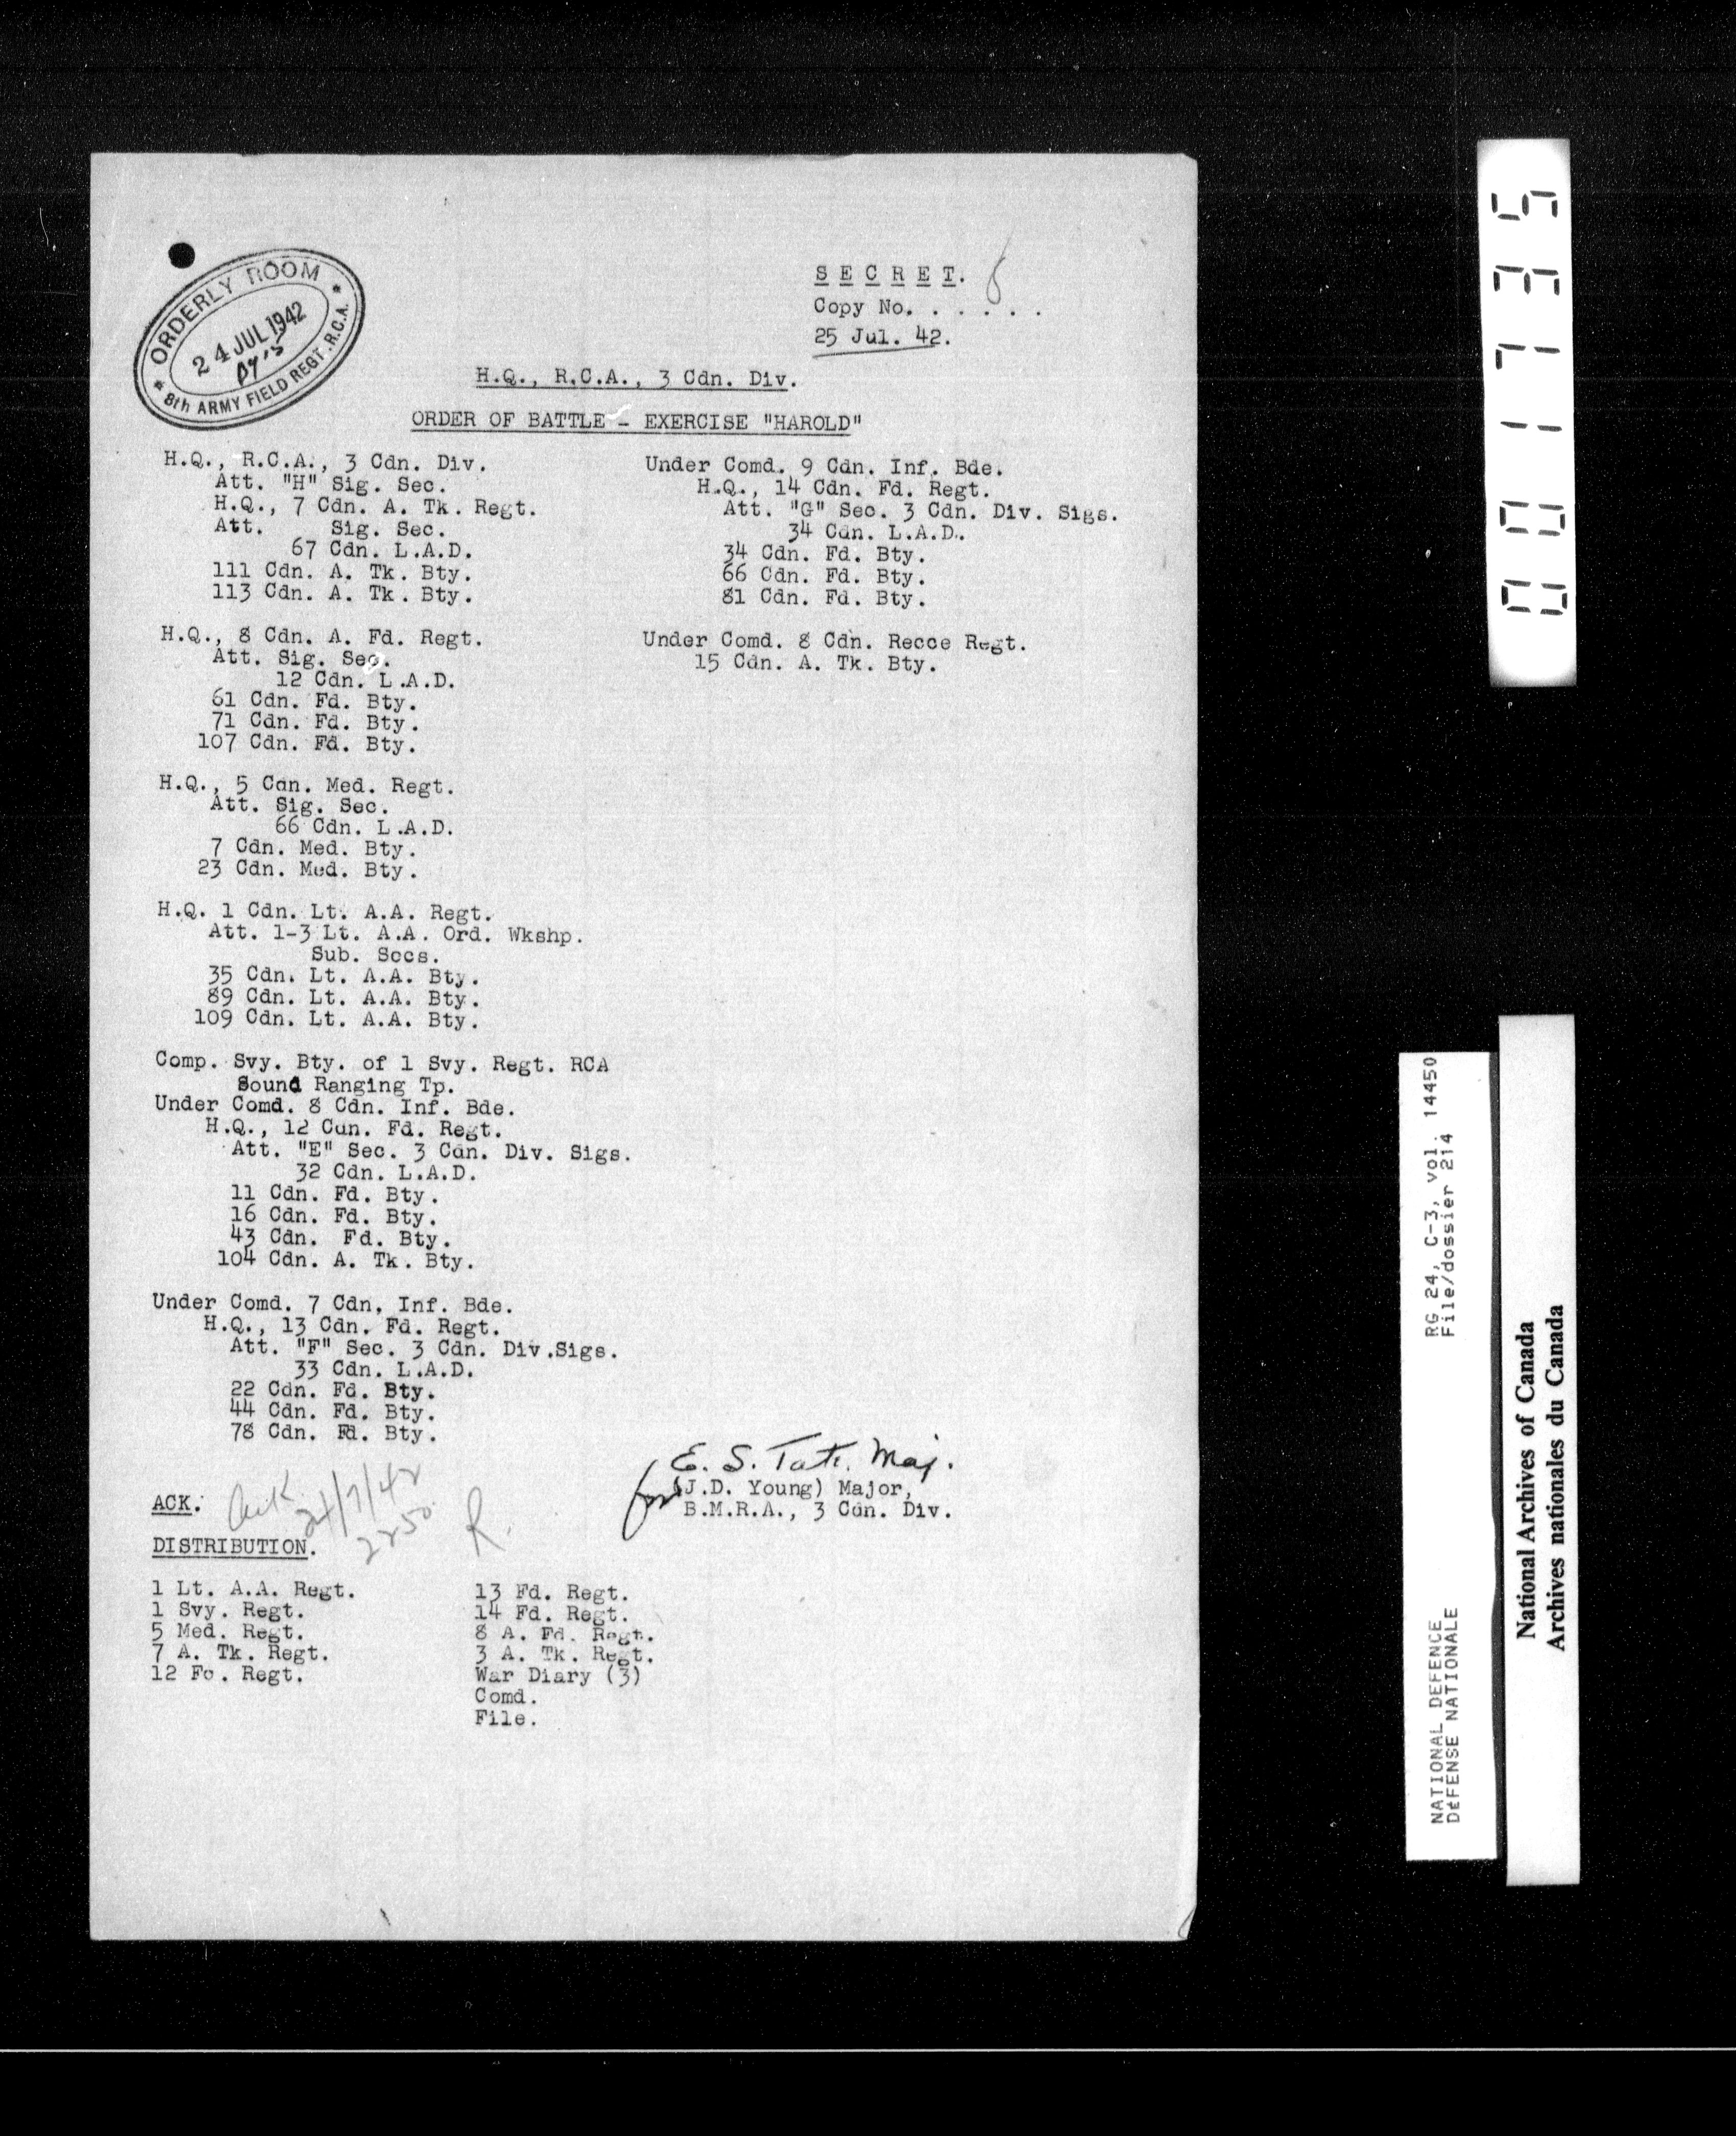 ORDERLY ROOM
24 JUL 1942
8th ARMY FIELD REGT. R.C.A.
SECRET.
Copy No. . . . . . .
8
25 Jul. 42.
H.Q., R.C.A., 3 Cdn. Div.
ORDER OF BATTLE - EXERCISE "HAROLD"
H.Q., R.C.A., 3 Cdn. Div.
Att. "H" Sig. Sec.
H.Q., 7 Cdn. A. Tk. Regt.
Att. Sig. Sec.
67 Cdn. L.A.D.
111 Cdn. A. Tk. Bty.
113 Cdn. A. Tk. Bty.
H.Q., 8 Cdn. A. Fd. Regt.
Att. Sig. Sec.
12 Cdn. L.A.D.
61 Cdn. Fd. Bty.
71 Cdn. Fd. Bty.
107 Cdn. Fd. Bty.
H.Q., 5 Cdn. Med. Regt.
Att. Sig. Sec.
66 Cdn. L.A.D.
7 Cdn. Med. Bty.
23 Cdn. Med. Bty.
H.Q. 1 Cdn. Lt. A.A. Regt.
Att. 1-3 Lt. A.A. Ord. Wkshp.
Sub. Secs.
35 Cdn. Lt. A.A. Bty.
89 Cdn. Lt. A.A. Bty.
109 Cdn. Lt. A.A. Bty.
Comp. Svy. Bty. of 1 Svy. Regt. RCA
Sound Ranging Tp.
Under Comd. 8 Cdn. Inf. Bde.
H.Q., 12 Cdn. Fd. Regt.
Att. "E" Sec. 3 Cdn. Div. Sigs.
32 Cdn. L.A.D.
11 Cdn. Fd. Bty.
16 Cdn. Fd. Bty.
43 Cdn. Fd. Bty.
104 Cdn. A. Tk. Bty.
Under Comd. 7 Cdn. Inf. Bde.
H.Q., 13 Cdn. Fd. Regt.
Att. "F" Sec. 3 Cdn. Div.Sigs.
33 Cdn. L.A.D.
22 Cdn. Fd. Bty.
44 Cdn. Fd. Bty.
78 Cdn. Fd. Bty.
Under Comd. 9 Cdn. Inf. Bde.
H.Q., 14 Cdn. Fd. Regt.
Att. "G" Sec. 3 Cdn. Div. Sigs.
34 Cdn. L.A.D.
34 Cdn. Fd. Bty.
66 Cdn. Fd. Bty.
81 Cdn. Fd. Bty.
Under Comd. 8 Cdn. Recce Regt.
15 Cdn. A. Tk. Bty.
E. S. Tate. Maj.
for (J.D. Young) Major,
B.M.R.A., 3 Cdn. Div.
ACK. Ack 24/7/42
2250 R.
DISTRIBUTION.
1 Lt. A.A. Regt.
1 Svy. Regt.
5 Med. Regt.
7 A. Tk. Regt.
12 Fd. Regt.
13 Fd. Regt.
14 Fd. Regt.
8 A. Fd. Regt.
3 A. Tk. Regt.
War Diary (3)
Comd.
File.
001735
NATIONAL DEFENCE RG 24, C-3, vol. 14450
DÉFENSE NATIONALE File/dossier 214
National Archives of Canada
Archives nationales du Canada